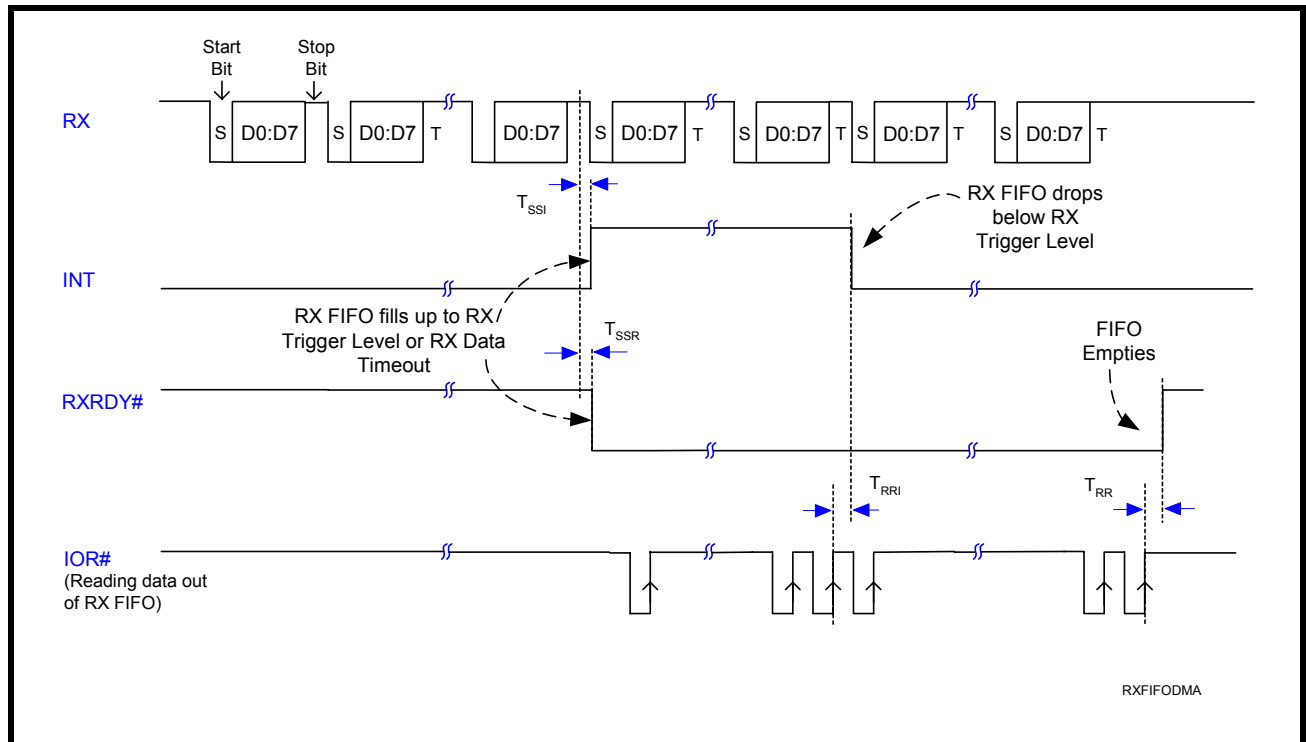 Start
Bit
Stop
Bit
RX
S D0:D7 S D0:D7 T D0:D7 S D0:D7 T S D0:D7 T S D0:D7 T S D0:D7 T
TSSI
RX FIFO drops
below RX
Trigger Level
INT
RX FIFO fills up to RX
Trigger Level or RX Data
Timeout
TSSR
FIFO
Empties
RXRDY#
TRRI
TRR
IOR#
(Reading data out
of RX FIFO)
RXFIFODMA